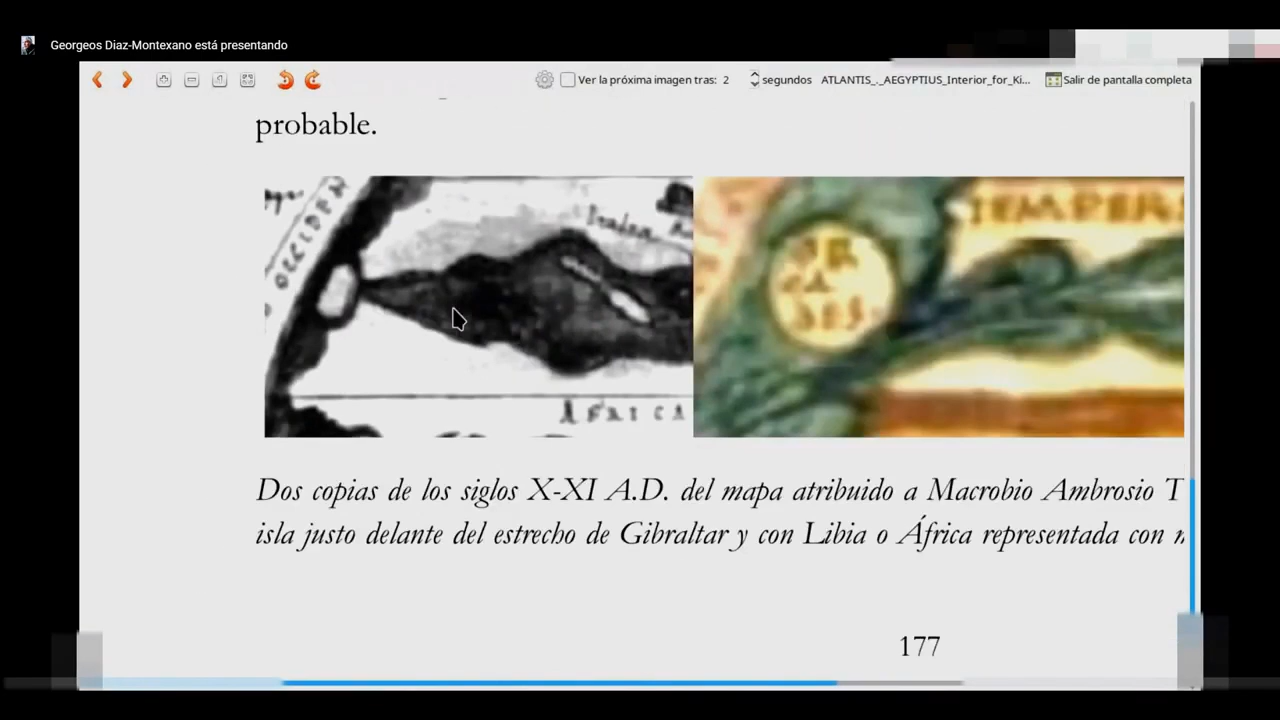 Georgeos Diaz-Montexano está presentando
Ver la próxima imagen tras: 2 segundos ATLANTIS_._AEGYPTIUS_Interior_for_Ki... Salir de pantalla completa
probable.
TEMPER
AFRICA
Dos copias de los siglos X-XI A.D. del mapa atribuido a Macrobio Ambrosio T
isla justo delante del estrecho de Gibraltar y con Libia o África representada con
177